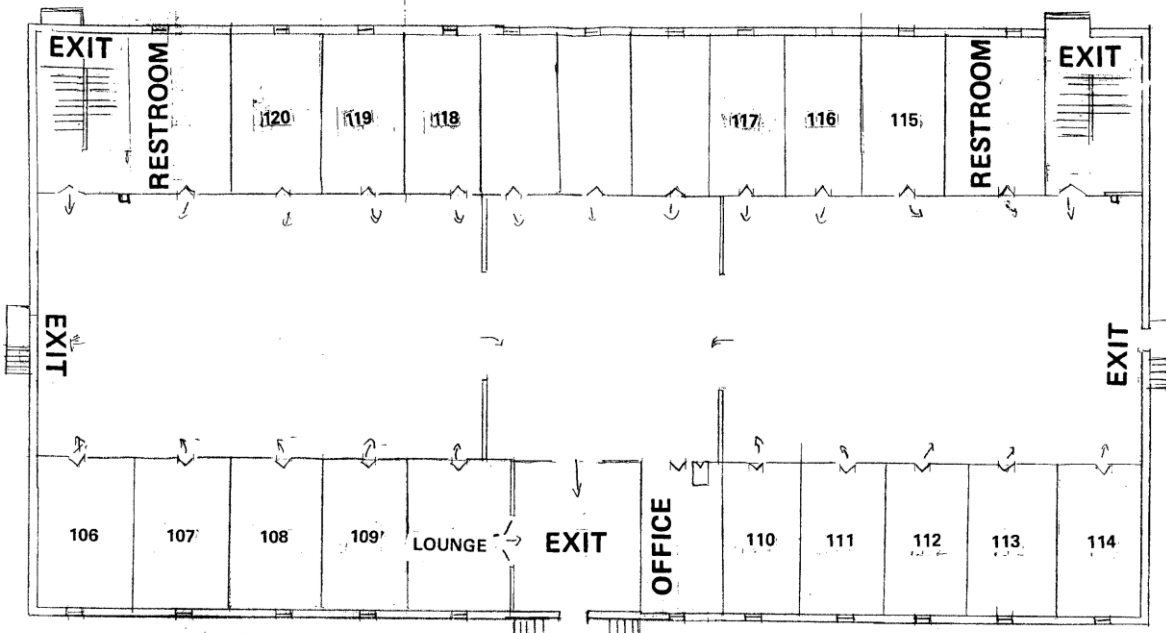 EXIT
RESTROOM
120
119
118
117
116
115
RESTROOM
EXIT
EXIT
EXIT
106
107
108
109
LOUNGE
EXIT
OFFICE
110
111
112
113
114